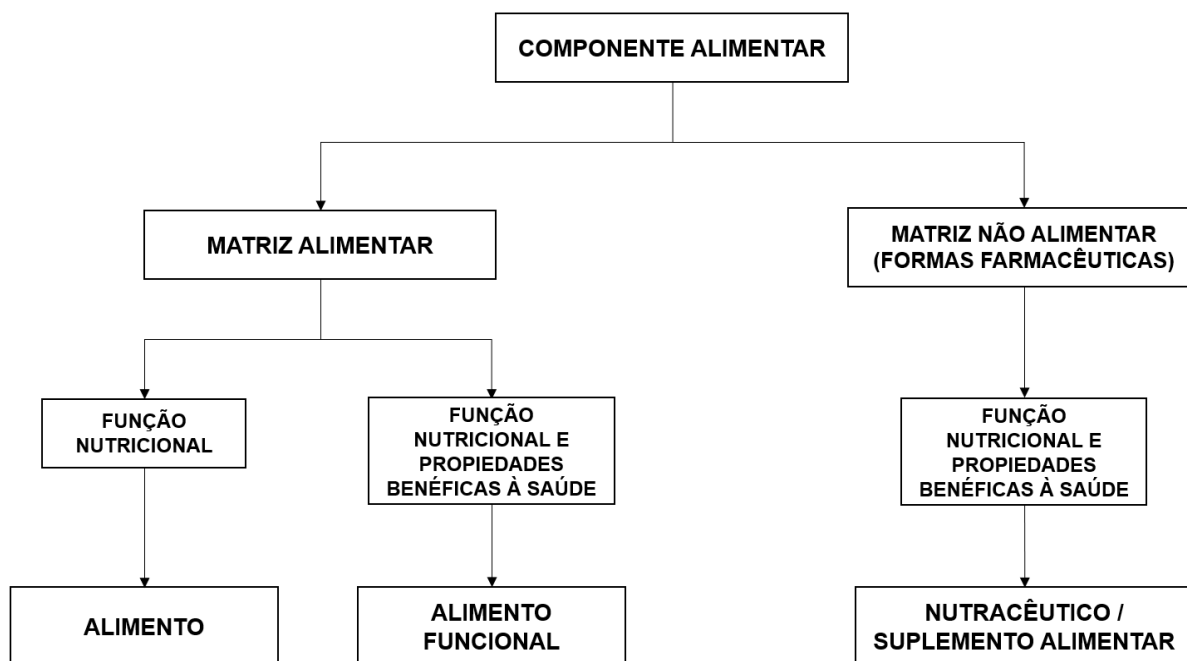 COMPONENTE ALIMENTAR
MATRIZ ALIMENTAR
MATRIZ NÃO ALIMENTAR
(FORMAS FARMACÊUTICAS)
FUNÇÃO
NUTRICIONAL
FUNÇÃO
NUTRICIONAL E
PROPIEDADES
BENÉFICAS À SAÚDE
FUNÇÃO
NUTRICIONAL E
PROPIEDADES
BENÉFICAS À SAÚDE
ALIMENTO
ALIMENTO
FUNCIONAL
NUTRACÊUTICO /
SUPLEMENTO ALIMENTAR